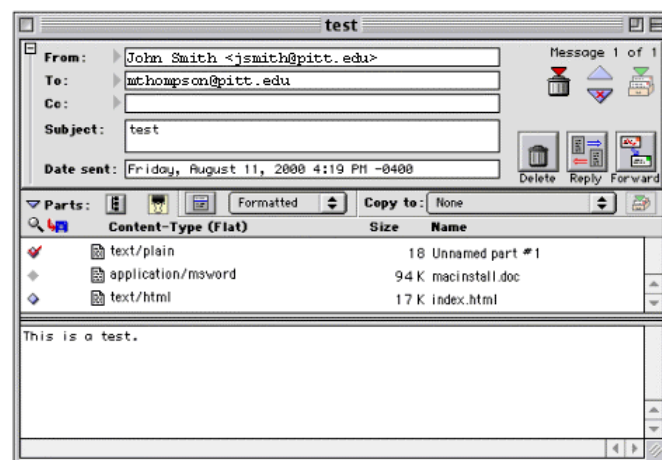 test
Message 1 of 1
From: John Smith <jsmith@pitt.edu>
To: mthompson@pitt.edu
Cc:
Subject: test
Date sent: Friday, August 11, 2000 4:19 PM -0400
Delete Reply Forward
Parts: Formatted Copy to: None
Content-Type (Flat) Size Name
text/plain 18 Unnamed part #1
application/msword 94 K macinstall.doc
text/html 17 K index.html
This is a test.